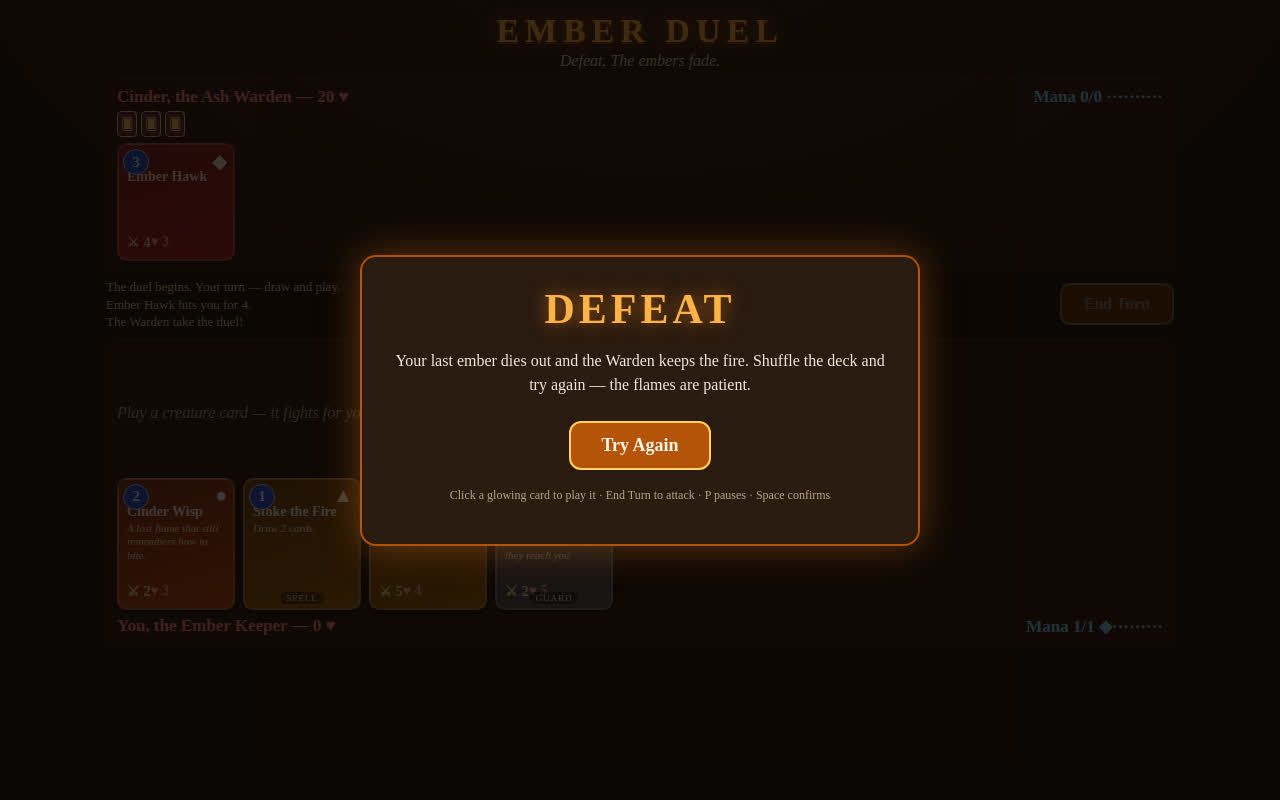 EMBER DUEL
Defeat. The embers fade.
Cinder, the Ash Warden — 20 ♥
Mana 0/0 ··········
3 ◆
Ember Hawk
⚔ 4 ♥ 3
The duel begins. Your turn — draw and play.
Ember Hawk hits you for 4.
The Warden take the duel!
End Turn
DEFEAT
Your last ember dies out and the Warden keeps the fire. Shuffle the deck and
try again — the flames are patient.
Try Again
Click a glowing card to play it · End Turn to attack · P pauses · Space confirms
Play a creature card — it fights for yo
2 ●
Cinder Wisp
A lost flame that still
remembers how to
bite.
⚔ 2 ♥ 3
1 ▲
Stoke the Fire
Draw 2 cards.
SPELL
⚔ 5 ♥ 4
they reach you.
⚔ 2 ♥ 5
GUARD
You, the Ember Keeper — 0 ♥
Mana 1/1 ◆·········